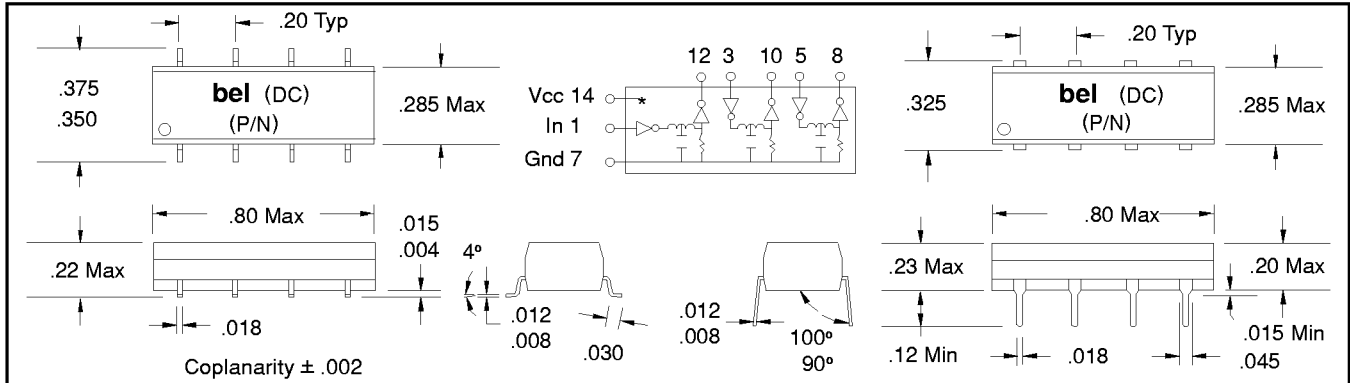 .20 Typ
.375
.350
bel (DC)
(P/N)
.285 Max
12 3 10 5 8
Vcc 14
*
In 1
Gnd 7
.20 Typ
.325
bel (DC)
(P/N)
.285 Max
.80 Max
.22 Max
.015
.004
.018
Coplanarity ± .002
4º
.012
.008
.030
.012
.008
100º
90º
.80 Max
.23 Max
.20 Max
.12 Min
.018
.015 Min
.045